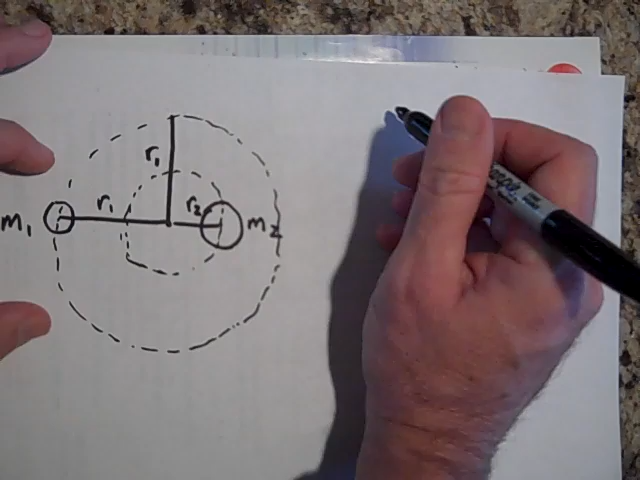 r₁
r₁ r₂
m₁ m₂